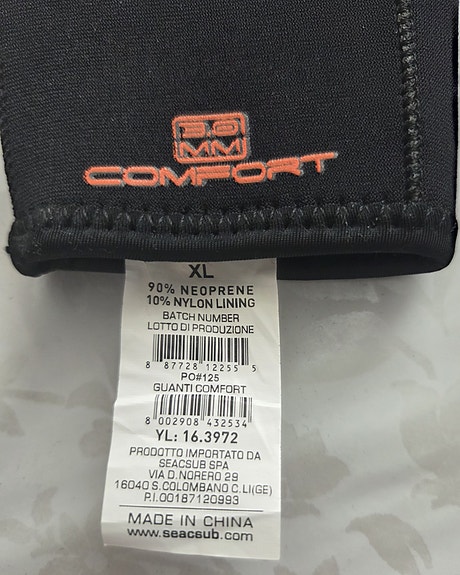 3.0
MM
COMFORT
XL
90% NEOPRENE
10% NYLON LINING
BATCH NUMBER
LOTTO DI PRODUZIONE
8 87728 12255 5
PO#125
GUANTI COMFORT
8 002908 432534
YL: 16.3972
PRODOTTO IMPORTATO DA
SEACSUB SPA
VIA D. NORERO 29
16040 S.COLOMBANO C.LI(GE)
P.I.00187120993
MADE IN CHINA
www.seacsub.com